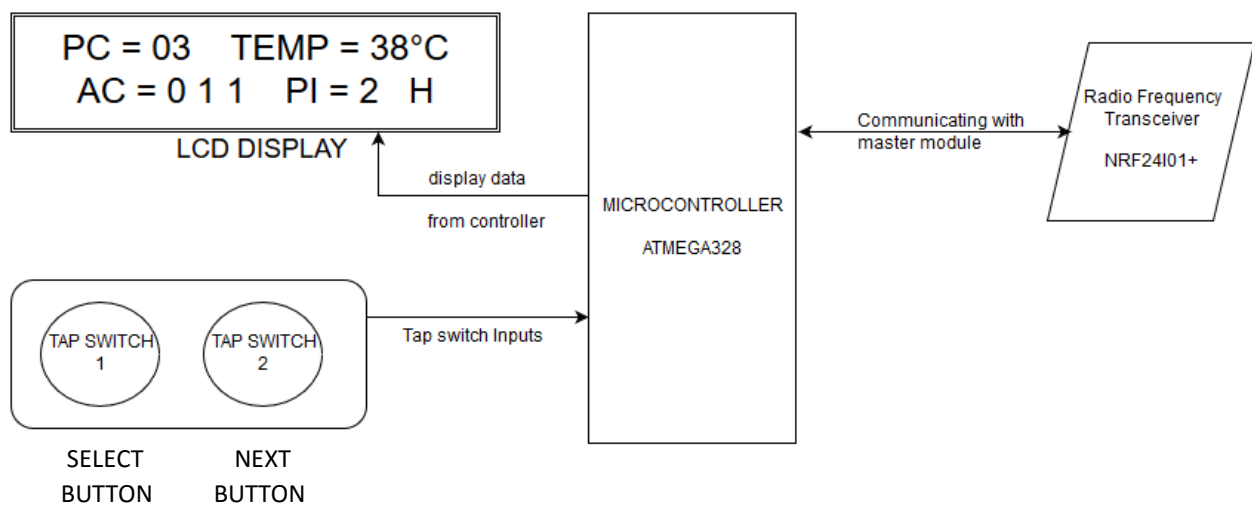 PC = 03 TEMP = 38°C
AC = 0 1 1 PI = 2 H
LCD DISPLAY
display data
from controller
TAP SWITCH
1
TAP SWITCH
2
Tap switch Inputs
SELECT
BUTTON
NEXT
BUTTON
MICROCONTROLLER
ATMEGA328
Communicating with
master module
Radio Frequency
Transceiver
NRF24l01+